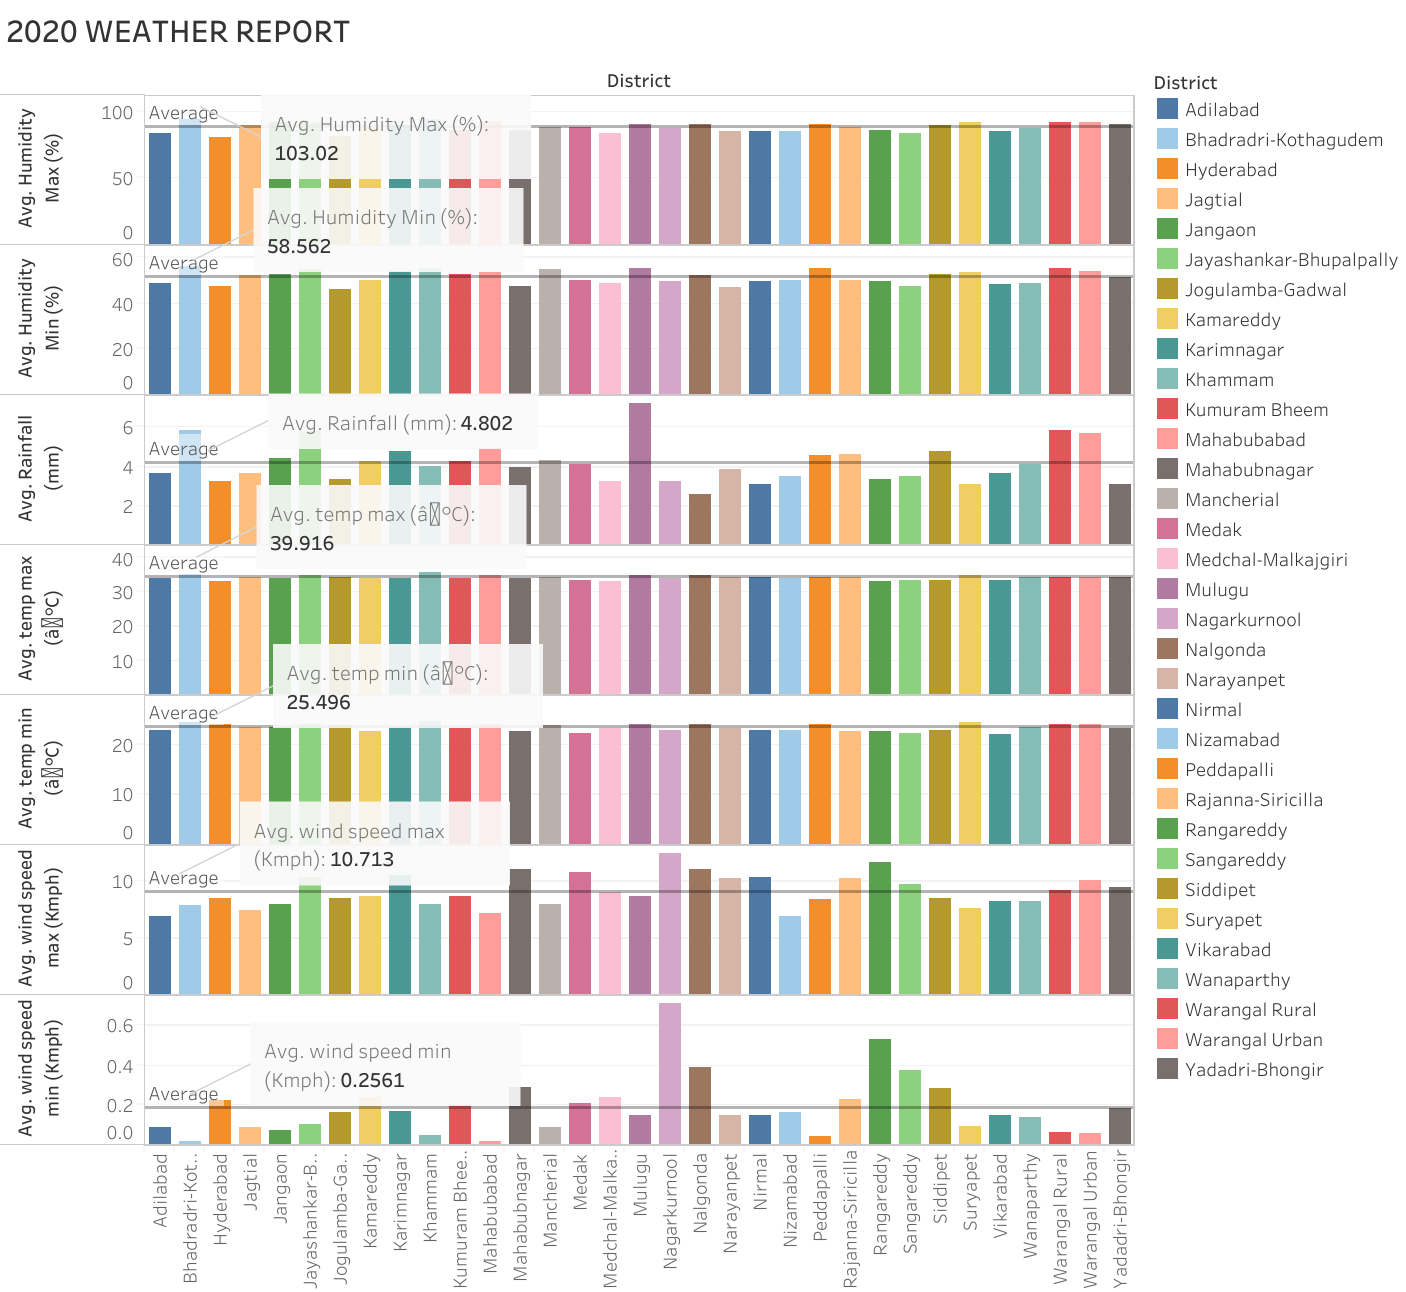 2020 WEATHER REPORT
District
Avg. Humidity
Max (%)
100
50
0
Average
Avg. Humidity Max (%):
103.02
Avg. Humidity
Min (%)
60
40
20
0
Average
Avg. Humidity Min (%):
58.562
Avg. Rainfall
(mm)
6
4
2
Average
Avg. Rainfall (mm): 4.802
Avg. temp max
(â▯°C)
40
30
20
10
Average
Avg. temp max (â▯°C):
39.916
Avg. temp min
(â▯°C)
20
10
0
Average
Avg. temp min (â▯°C):
25.496
Avg. wind speed
max (Kmph)
10
5
0
Average
Avg. wind speed max
(Kmph): 10.713
Avg. wind speed
min (Kmph)
0.6
0.4
0.2
0.0
Average
Avg. wind speed min
(Kmph): 0.2561
Adilabad
Bhadradri-Kot..
Hyderabad
Jagtial
Jangaon
Jayashankar-B..
Jogulamba-Ga..
Kamareddy
Karimnagar
Khammam
Kumuram Bhee..
Mahabubabad
Mahabubnagar
Mancherial
Medak
Medchal-Malka..
Mulugu
Nagarkurnool
Nalgonda
Narayanpet
Nirmal
Nizamabad
Peddapalli
Rajanna-Siricilla
Rangareddy
Sangareddy
Siddipet
Suryapet
Vikarabad
Wanaparthy
Warangal Rural
Warangal Urban
Yadadri-Bhongir
District
Adilabad
Bhadradri-Kothagudem
Hyderabad
Jagtial
Jangaon
Jayashankar-Bhupalpally
Jogulamba-Gadwal
Kamareddy
Karimnagar
Khammam
Kumuram Bheem
Mahabubabad
Mahabubnagar
Mancherial
Medak
Medchal-Malkajgiri
Mulugu
Nagarkurnool
Nalgonda
Narayanpet
Nirmal
Nizamabad
Peddapalli
Rajanna-Siricilla
Rangareddy
Sangareddy
Siddipet
Suryapet
Vikarabad
Wanaparthy
Warangal Rural
Warangal Urban
Yadadri-Bhongir